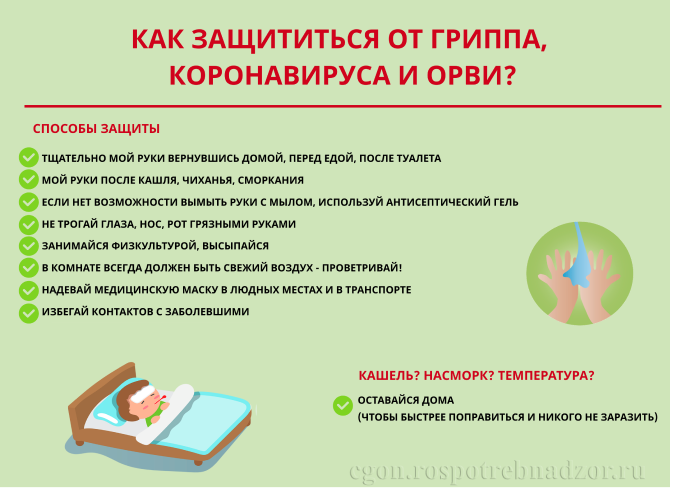 КАК ЗАЩИТИТЬСЯ ОТ ГРИППА,
КОРОНАВИРУСА И ОРВИ?
СПОСОБЫ ЗАЩИТЫ
ТЩАТЕЛЬНО МОЙ РУКИ ВЕРНУВШИСЬ ДОМОЙ, ПЕРЕД ЕДОЙ, ПОСЛЕ ТУАЛЕТА
МОЙ РУКИ ПОСЛЕ КАШЛЯ, ЧИХАНЬЯ, СМОРКАНИЯ
ЕСЛИ НЕТ ВОЗМОЖНОСТИ ВЫМЫТЬ РУКИ С МЫЛОМ, ИСПОЛЬЗУЙ АНТИСЕПТИЧЕСКИЙ ГЕЛЬ
НЕ ТРОГАЙ ГЛАЗА, НОС, РОТ ГРЯЗНЫМИ РУКАМИ
ЗАНИМАЙСЯ ФИЗКУЛЬТУРОЙ, ВЫСЫПАЙСЯ
В КОМНАТЕ ВСЕГДА ДОЛЖЕН БЫТЬ СВЕЖИЙ ВОЗДУХ - ПРОВЕТРИВАЙ!
НАДЕВАЙ МЕДИЦИНСКУЮ МАСКУ В ЛЮДНЫХ МЕСТАХ И В ТРАНСПОРТЕ
ИЗБЕГАЙ КОНТАКТОВ С ЗАБОЛЕВШИМИ
КАШЕЛЬ? НАСМОРК? ТЕМПЕРАТУРА?
ОСТАВАЙСЯ ДОМА
(ЧТОБЫ БЫСТРЕЕ ПОПРАВИТЬСЯ И НИКОГО НЕ ЗАРАЗИТЬ)
cgon.rospotrebnadzor.ru